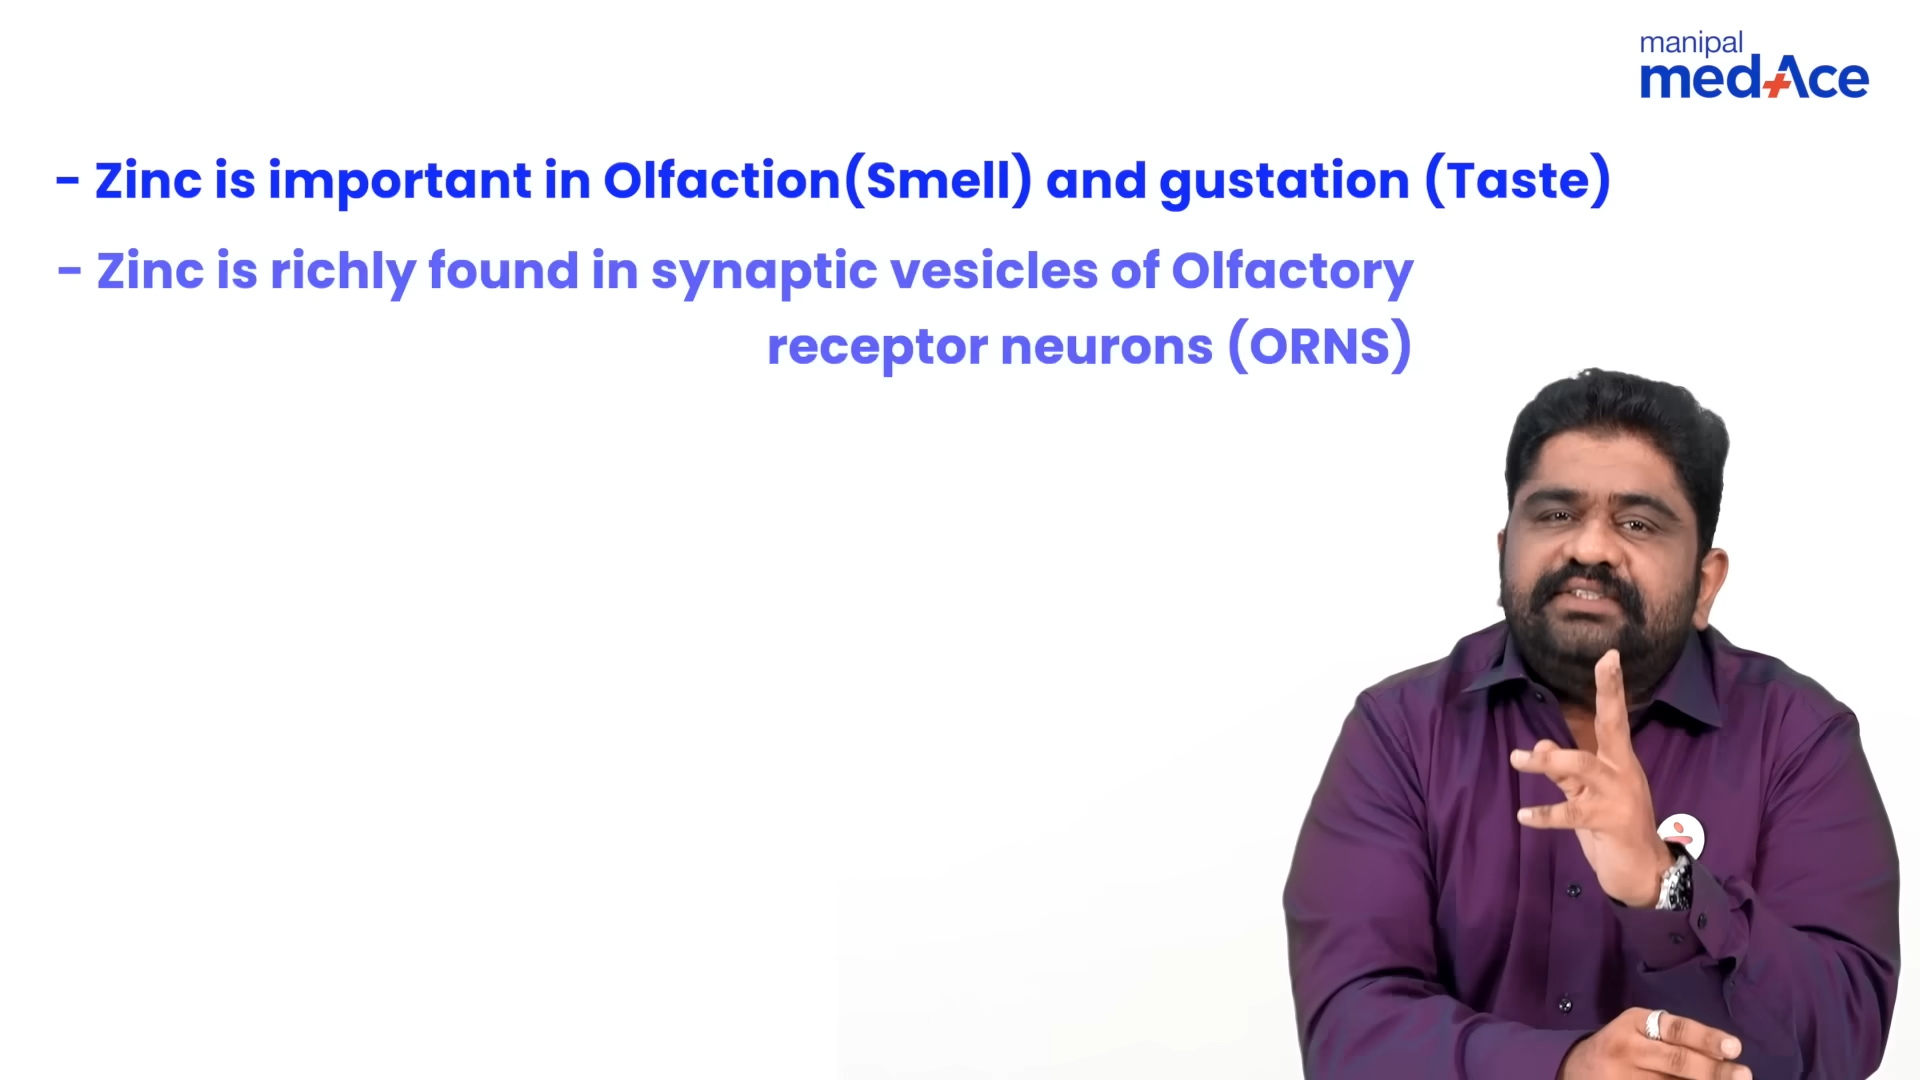 manipal
medAce
- Zinc is important in Olfaction(Smell) and gustation (Taste)
- Zinc is richly found in synaptic vesicles of Olfactory
receptor neurons (ORNS)